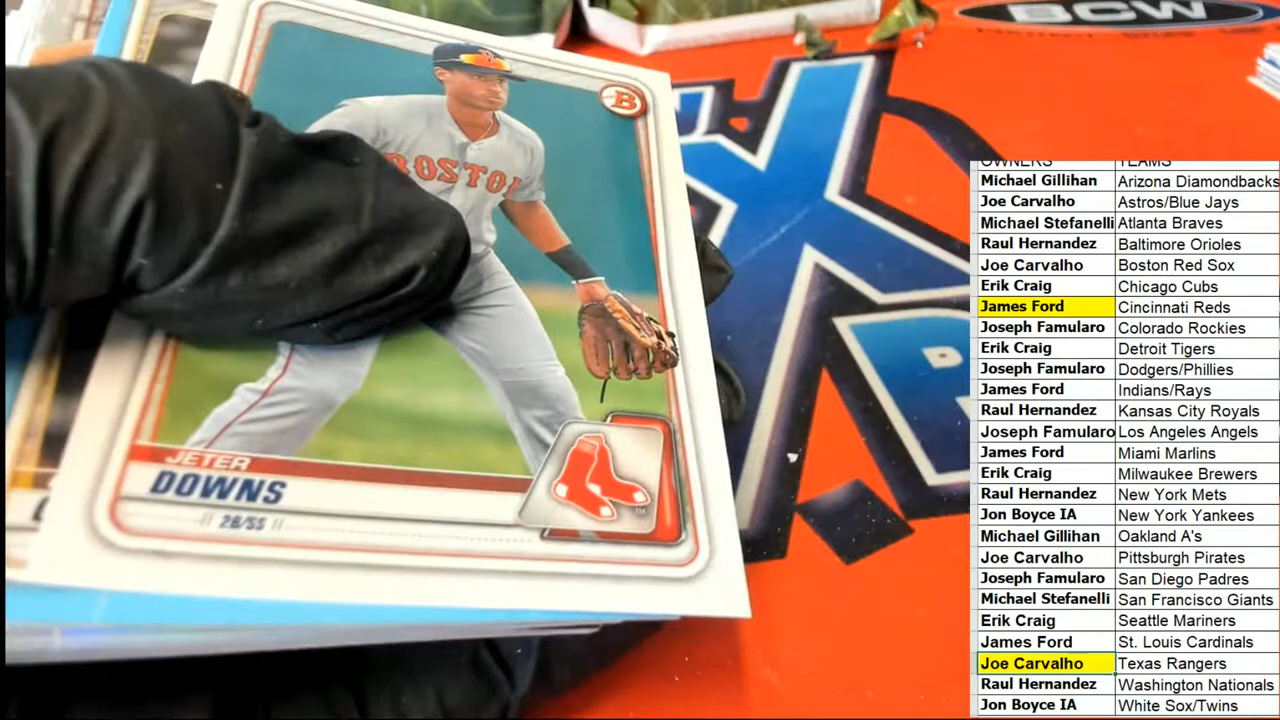 BCW
B
BOSTON
JETER
DOWNS
2B/SS
OWNERS TEAMS
Michael Gillihan Arizona Diamondbacks
Joe Carvalho Astros/Blue Jays
Michael Stefanelli Atlanta Braves
Raul Hernandez Baltimore Orioles
Joe Carvalho Boston Red Sox
Erik Craig Chicago Cubs
James Ford Cincinnati Reds
Joseph Famularo Colorado Rockies
Erik Craig Detroit Tigers
Joseph Famularo Dodgers/Phillies
James Ford Indians/Rays
Raul Hernandez Kansas City Royals
Joseph Famularo Los Angeles Angels
James Ford Miami Marlins
Erik Craig Milwaukee Brewers
Raul Hernandez New York Mets
Jon Boyce IA New York Yankees
Michael Gillihan Oakland A's
Joe Carvalho Pittsburgh Pirates
Joseph Famularo San Diego Padres
Michael Stefanelli San Francisco Giants
Erik Craig Seattle Mariners
James Ford St. Louis Cardinals
Joe Carvalho Texas Rangers
Raul Hernandez Washington Nationals
Jon Boyce IA White Sox/Twins